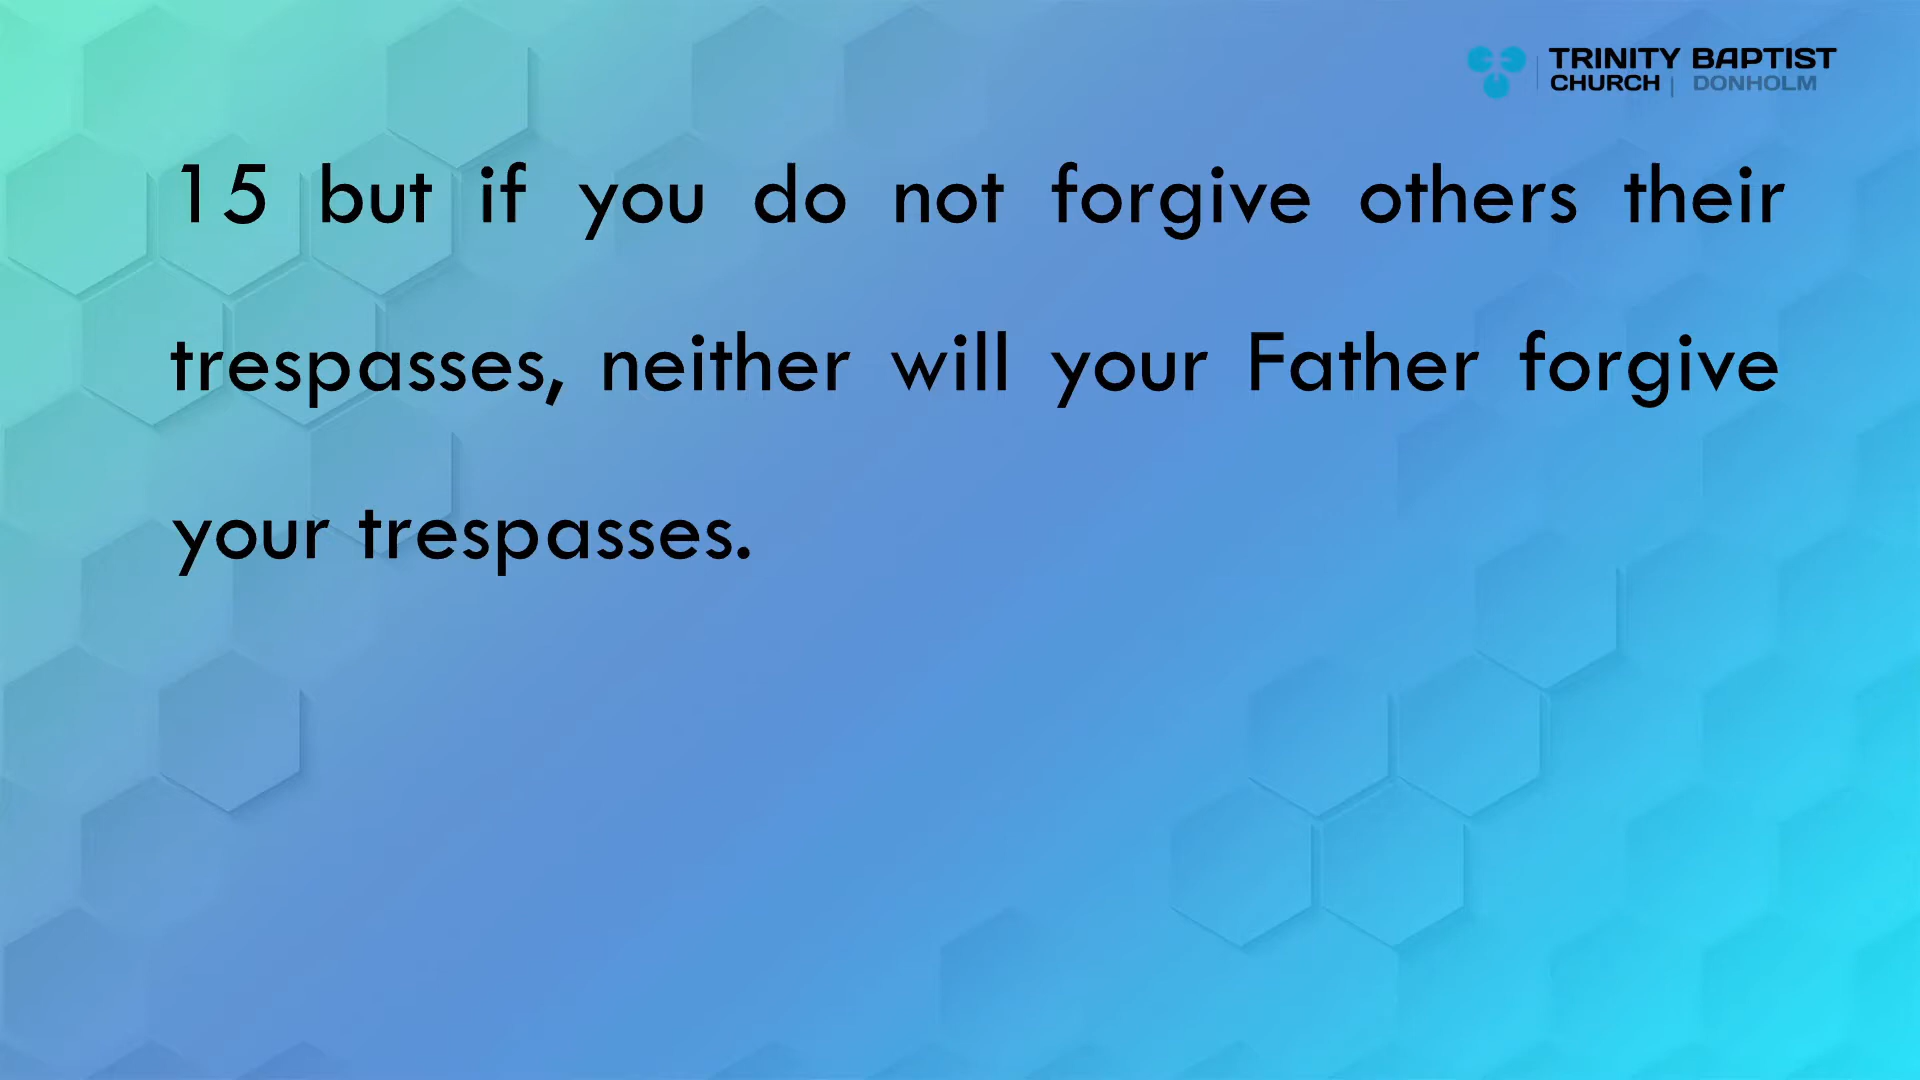 TRINITY BAPTIST
CHURCH | DONHOLM
15 but if you do not forgive others their
trespasses, neither will your Father forgive
your trespasses.